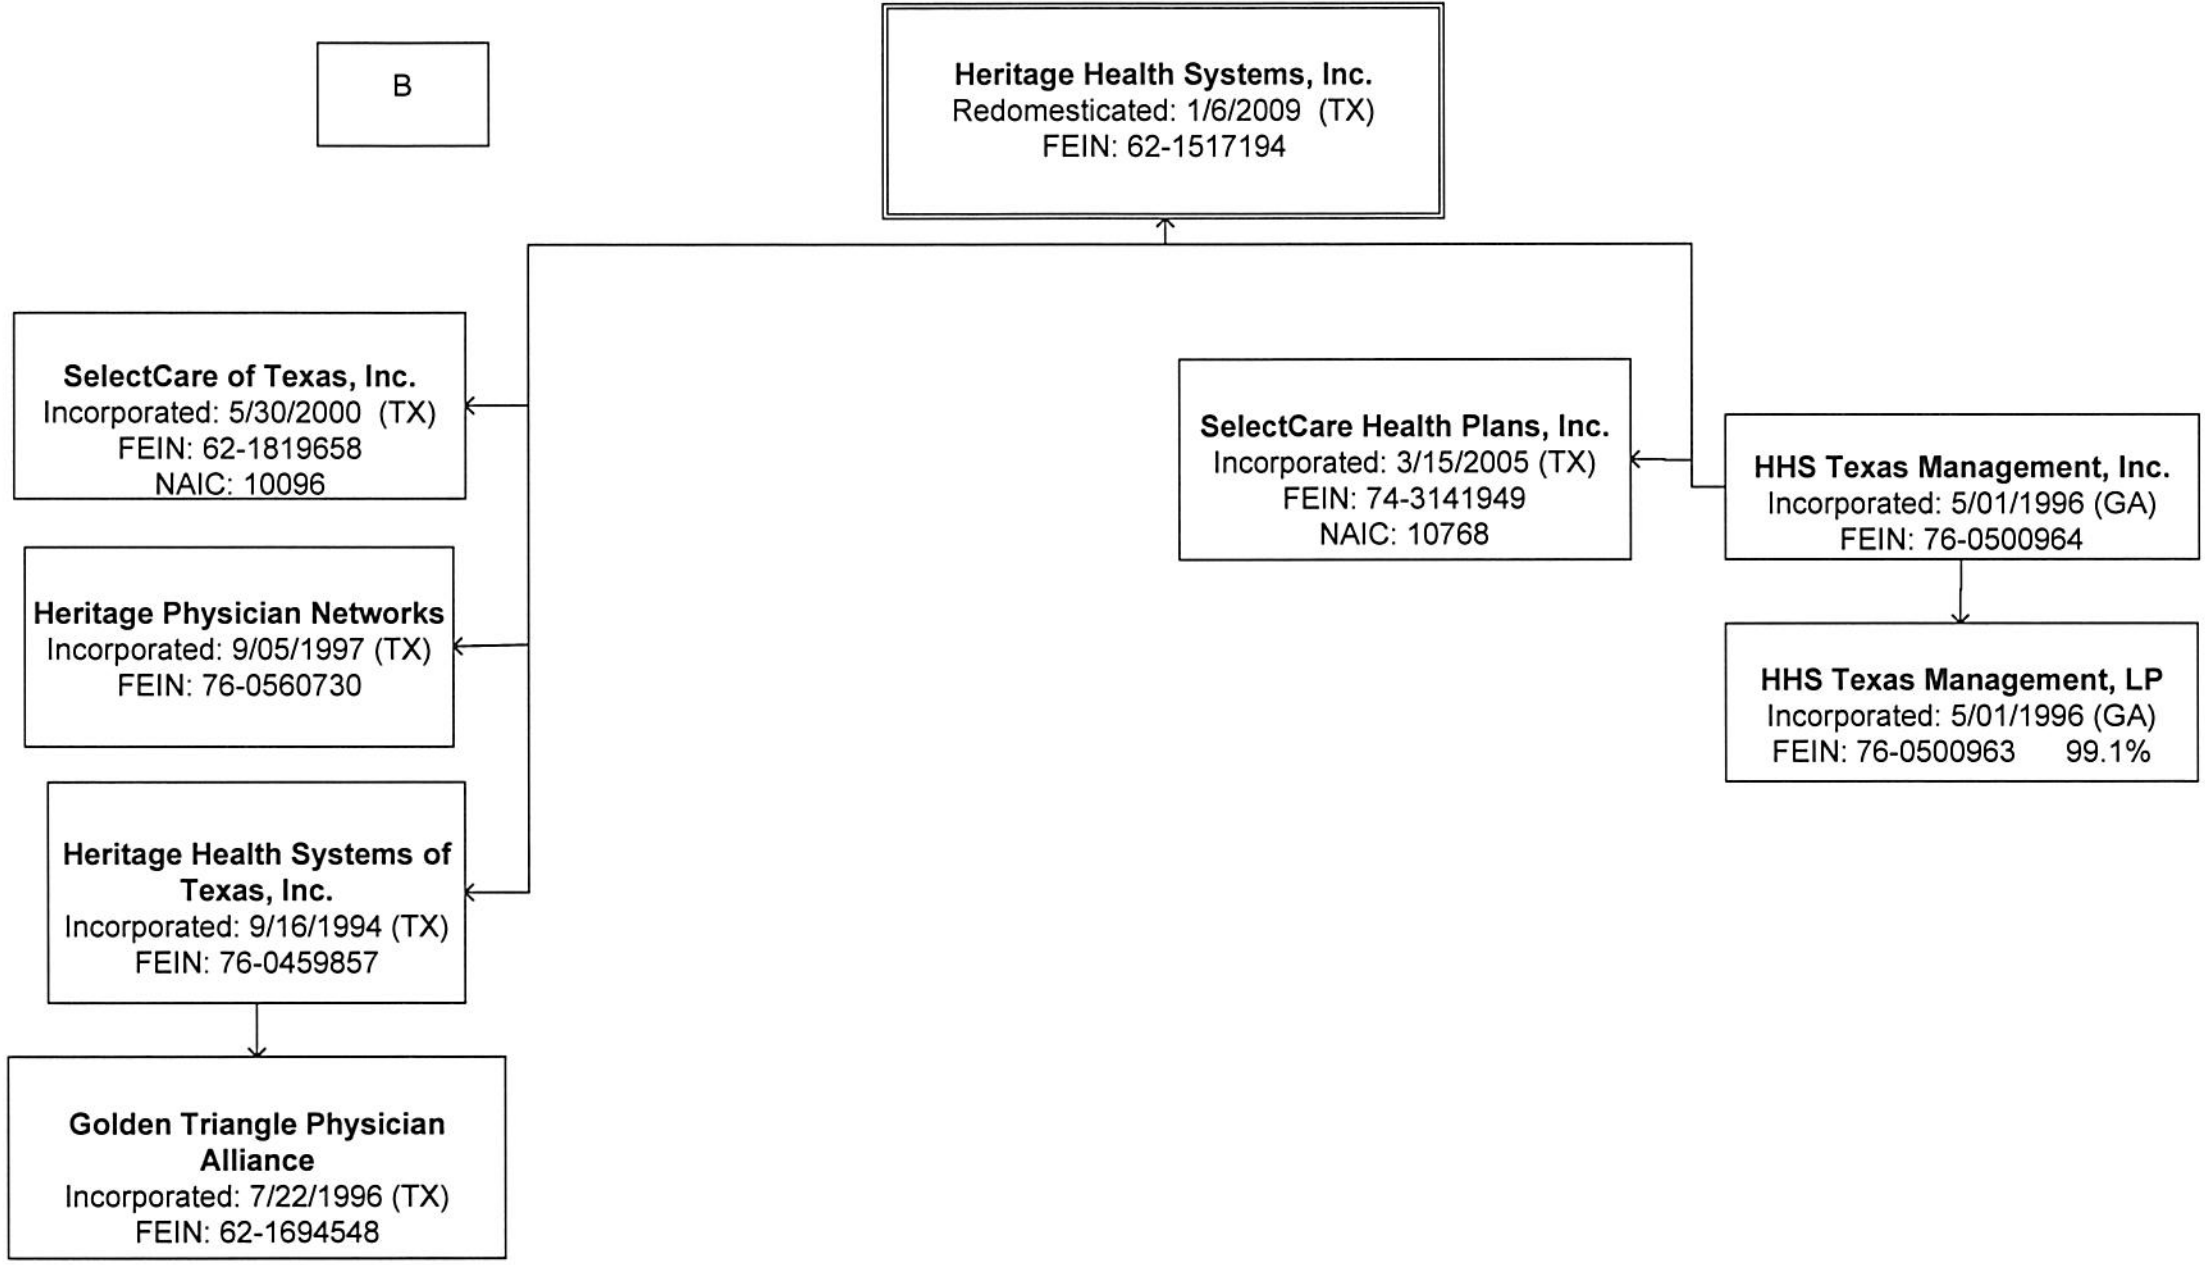 B
Heritage Health Systems, Inc.
Redomesticated: 1/6/2009 (TX)
FEIN: 62-1517194
SelectCare of Texas, Inc.
Incorporated: 5/30/2000 (TX)
FEIN: 62-1819658
NAIC: 10096
SelectCare Health Plans, Inc.
Incorporated: 3/15/2005 (TX)
FEIN: 74-3141949
NAIC: 10768
HHS Texas Management, Inc.
Incorporated: 5/01/1996 (GA)
FEIN: 76-0500964
Heritage Physician Networks
Incorporated: 9/05/1997 (TX)
FEIN: 76-0560730
HHS Texas Management, LP
Incorporated: 5/01/1996 (GA)
FEIN: 76-0500963 99.1%
Heritage Health Systems of
Texas, Inc.
Incorporated: 9/16/1994 (TX)
FEIN: 76-0459857
Golden Triangle Physician
Alliance
Incorporated: 7/22/1996 (TX)
FEIN: 62-1694548